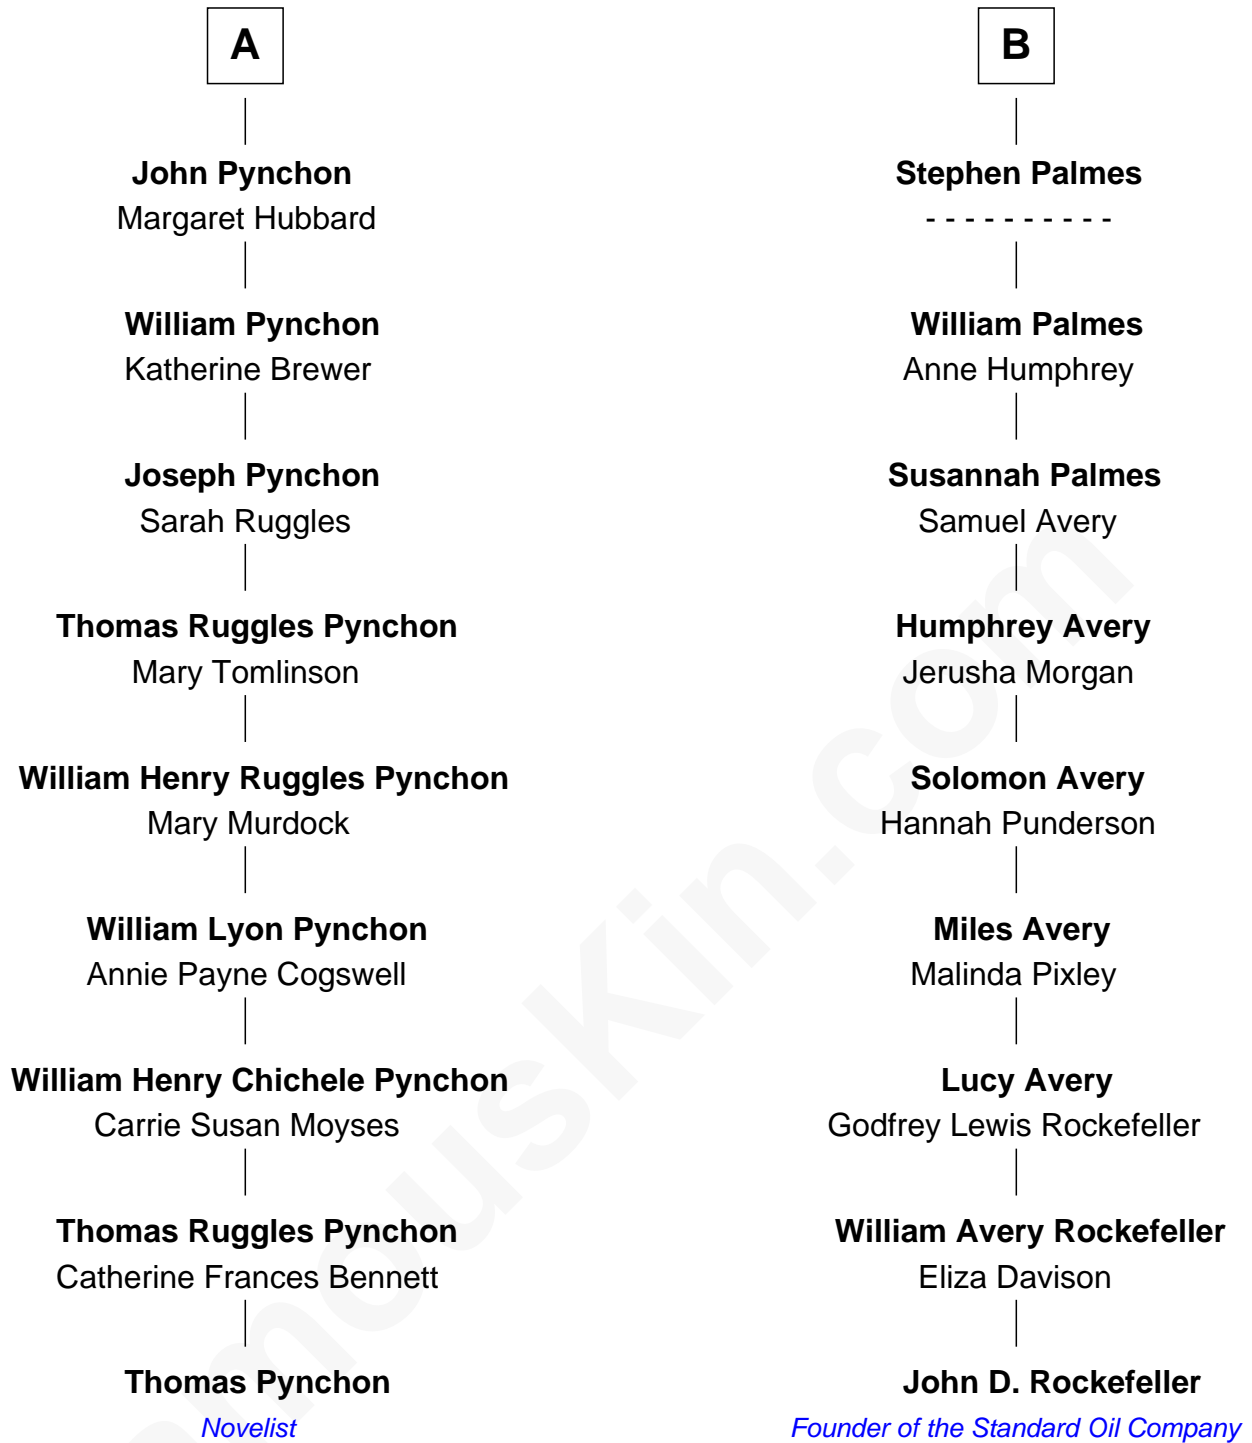 A
John Pynchon
Margaret Hubbard
William Pynchon
Katherine Brewer
Joseph Pynchon
Sarah Ruggles
Thomas Ruggles Pynchon
Mary Tomlinson
William Henry Ruggles Pynchon
Mary Murdock
William Lyon Pynchon
Annie Payne Cogswell
William Henry Chichele Pynchon
Carrie Susan Moyses
Thomas Ruggles Pynchon
Catherine Frances Bennett
Thomas Pynchon
Novelist
B
Stephen Palmes
- - - - - - - - - -
William Palmes
Anne Humphrey
Susannah Palmes
Samuel Avery
Humphrey Avery
Jerusha Morgan
Solomon Avery
Hannah Punderson
Miles Avery
Malinda Pixley
Lucy Avery
Godfrey Lewis Rockefeller
William Avery Rockefeller
Eliza Davison
John D. Rockefeller
Founder of the Standard Oil Company
amousKin.com